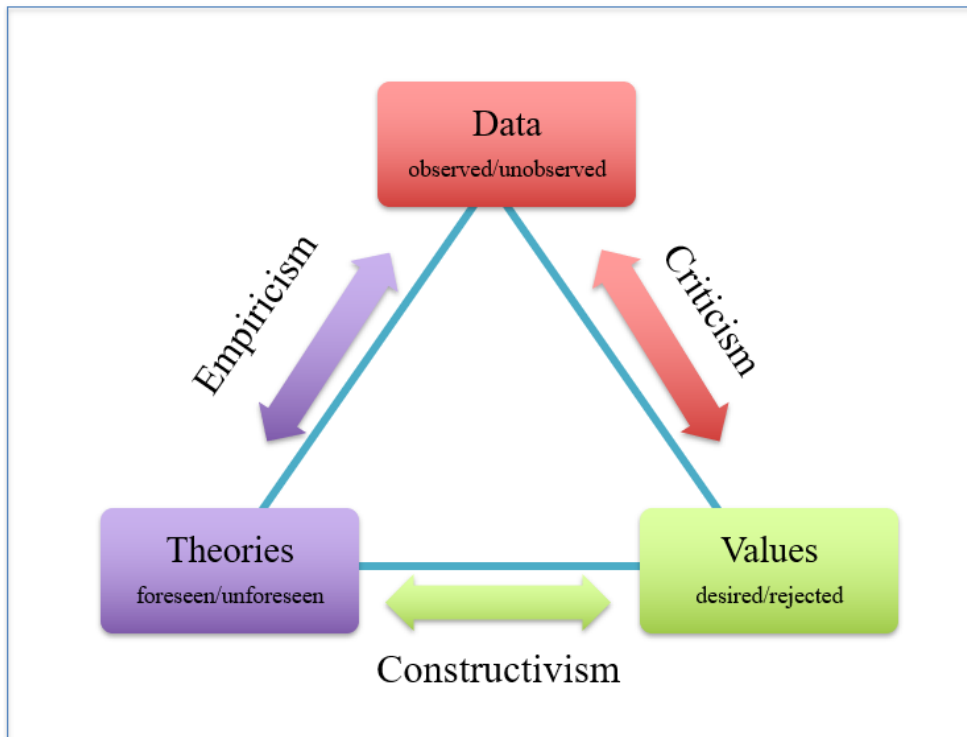 Data
observed/unobserved
Empiricism
Criticism
Theories
foreseen/unforeseen
Values
desired/rejected
Constructivism